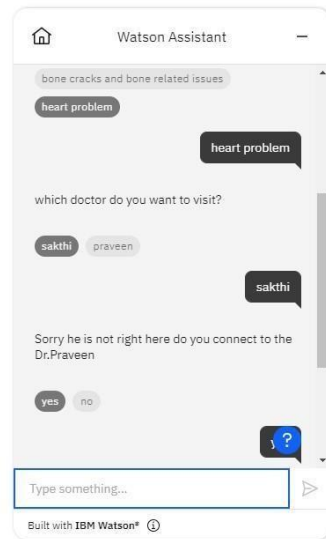 Watson Assistant
bone cracks and bone related issues
heart problem
heart problem
which doctor do you want to visit?
sakthi praveen
sakthi
Sorry he is not right here do you connect to the
Dr.Praveen
yes no
?
Type something...
Built with IBM Watson® i